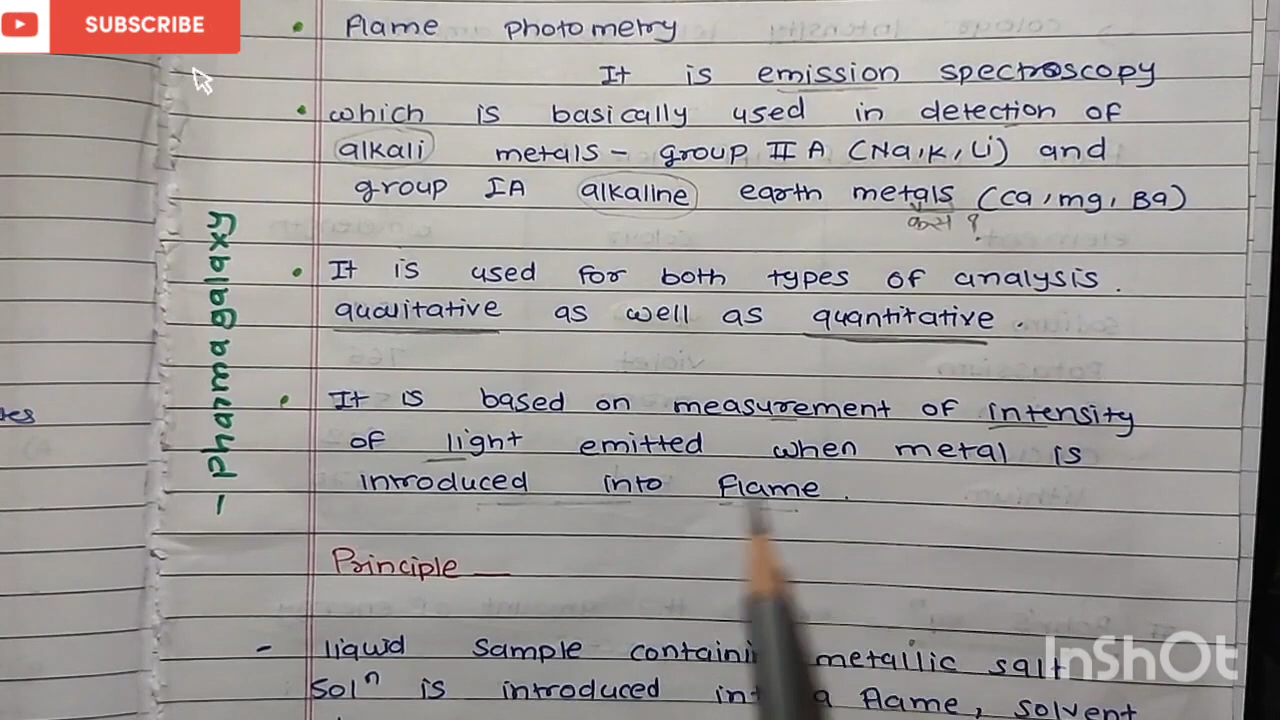 SUBSCRIBE
Flame photometry
It is emission spectroscopy
which is basically used in detection of
alkali metals - group II A (Na, K, Li) and
group IA alkaline earth metals (Ca, mg, Ba)
It is used for both types of analysis.
qualitative as well as quantitative.
It is based on measurement of intensity
of light emitted when metal is
introduced into flame.
Principle —
- liquid sample metallic salt
solⁿ is introduced a flame, solvent
- pharma galaxy
InShOt